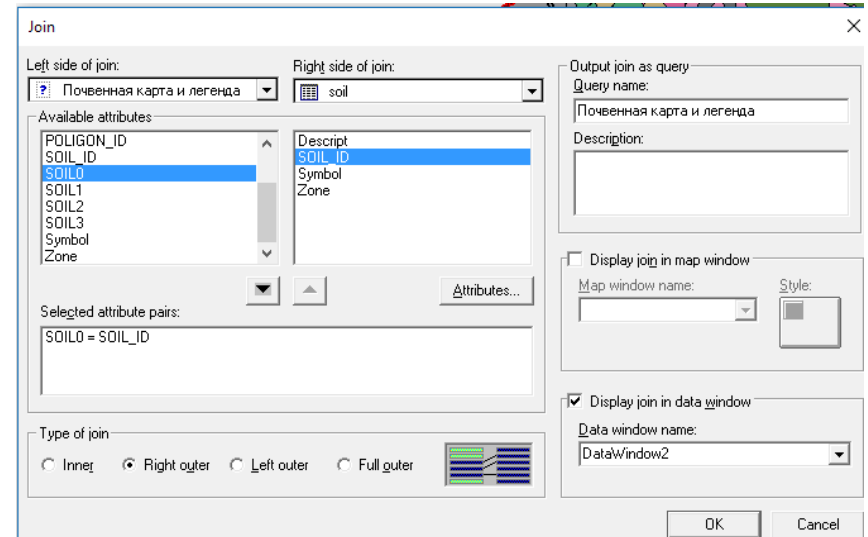 Join
Left side of join:
Почвенная карта и легенда
Right side of join:
soil
Available attributes
POLIGON_ID
SOIL_ID
SOIL0
SOIL1
SOIL2
SOIL3
Symbol
Zone
Descript
SOIL_ID
Symbol
Zone
Attributes...
Selected attribute pairs:
SOIL0 = SOIL_ID
Type of join
Inner
Right outer
Left outer
Full outer
Output join as query
Query name:
Почвенная карта и легенда
Description:
Display join in map window
Map window name:
Style:
Display join in data window
Data window name:
DataWindow2
OK
Cancel